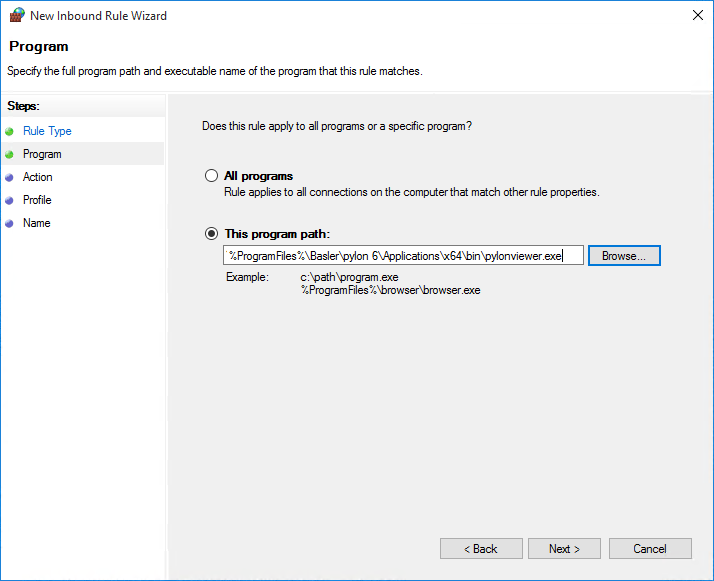 New Inbound Rule Wizard
Program
Specify the full program path and executable name of the program that this rule matches.
Steps:
Rule Type
Program
Action
Profile
Name
Does this rule apply to all programs or a specific program?
All programs
Rule applies to all connections on the computer that match other rule properties.
This program path:
%ProgramFiles%\Basler\pylon 6\Applications\x64\bin\pylonviewer.exe
Browse...
Example: c:\path\program.exe
%ProgramFiles%\browser\browser.exe
< Back
Next >
Cancel